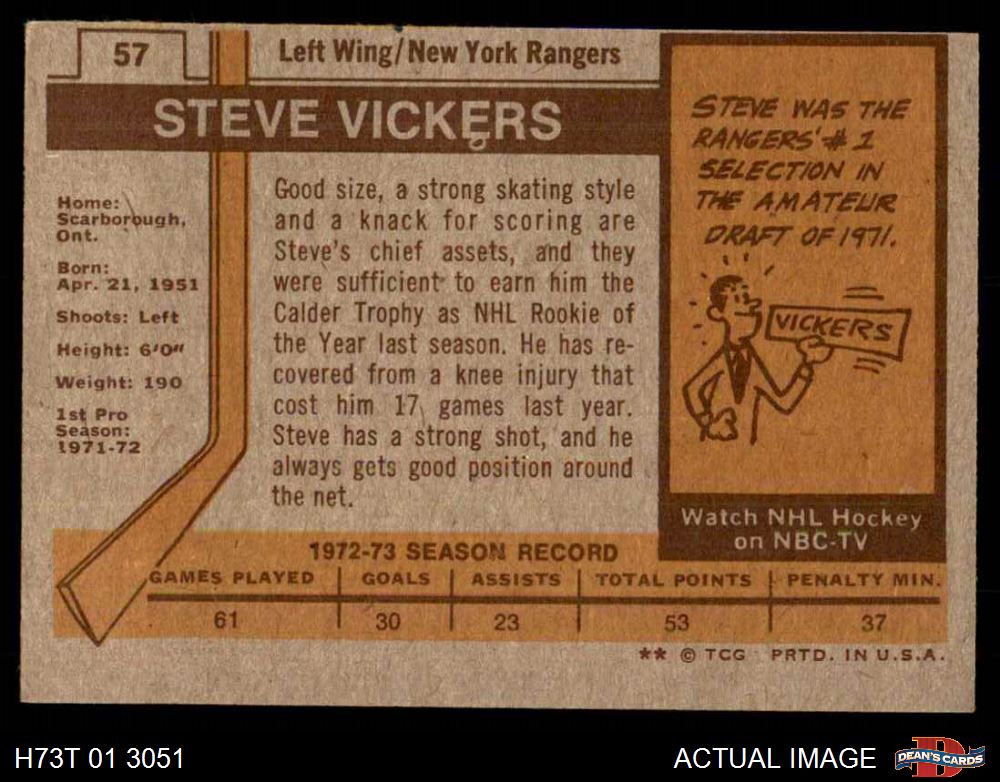 57
Left Wing/New York Rangers
STEVE VICKERS
Home:
Scarborough,
Ont.
Born:
Apr. 21, 1951
Shoots: Left
Height: 6'0"
Weight: 190
1st Pro
Season:
1971-72
Good size, a strong skating style
and a knack for scoring are
Steve's chief assets, and they
were sufficient to earn him the
Calder Trophy as NHL Rookie of
the Year last season. He has re-
covered from a knee injury that
cost him 17 games last year.
Steve has a strong shot, and he
always gets good position around
the net.
STEVE WAS THE
RANGERS' # 1
SELECTION IN
THE AMATEUR
DRAFT OF 1971.
VICKERS
Watch NHL Hockey
on NBC-TV
1972-73 SEASON RECORD
GAMES PLAYED GOALS ASSISTS TOTAL POINTS PENALTY MIN.
61 30 23 53 37
** © TCG PRTD. IN U.S.A.
H73T 01 3051
ACTUAL IMAGE
D
DEAN'S CARDS